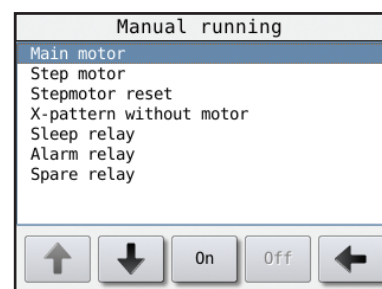 Manual running
Main motor
Step motor
Stepmotor reset
X-pattern without motor
Sleep relay
Alarm relay
Spare relay
On Off